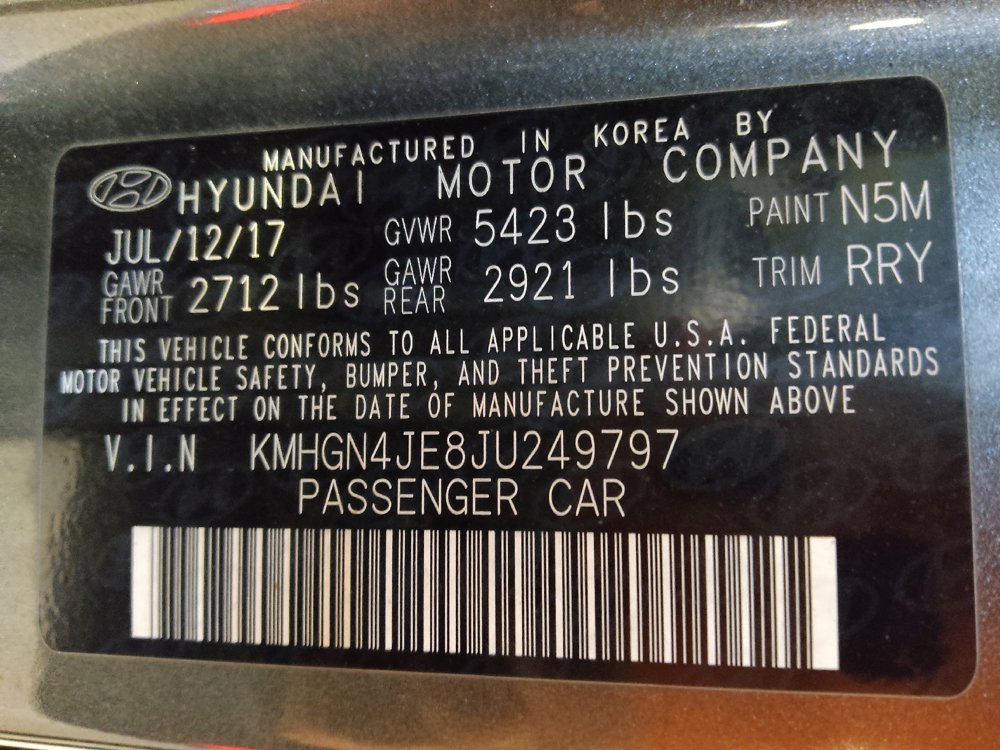 MANUFACTURED IN KOREA BY
HYUNDAI MOTOR COMPANY
JUL/12/17 GVWR 5423 lbs PAINT N5M
GAWR FRONT 2712 lbs GAWR REAR 2921 lbs TRIM RRY
THIS VEHICLE CONFORMS TO ALL APPLICABLE U.S.A. FEDERAL
MOTOR VEHICLE SAFETY, BUMPER, AND THEFT PREVENTION STANDARDS
IN EFFECT ON THE DATE OF MANUFACTURE SHOWN ABOVE
V.I.N KMHGN4JE8JU249797
PASSENGER CAR